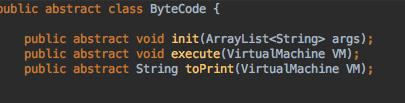 public abstract class ByteCode {
public abstract void init(ArrayList<String> args);
public abstract void execute(VirtualMachine VM);
public abstract String toPrint(VirtualMachine VM);